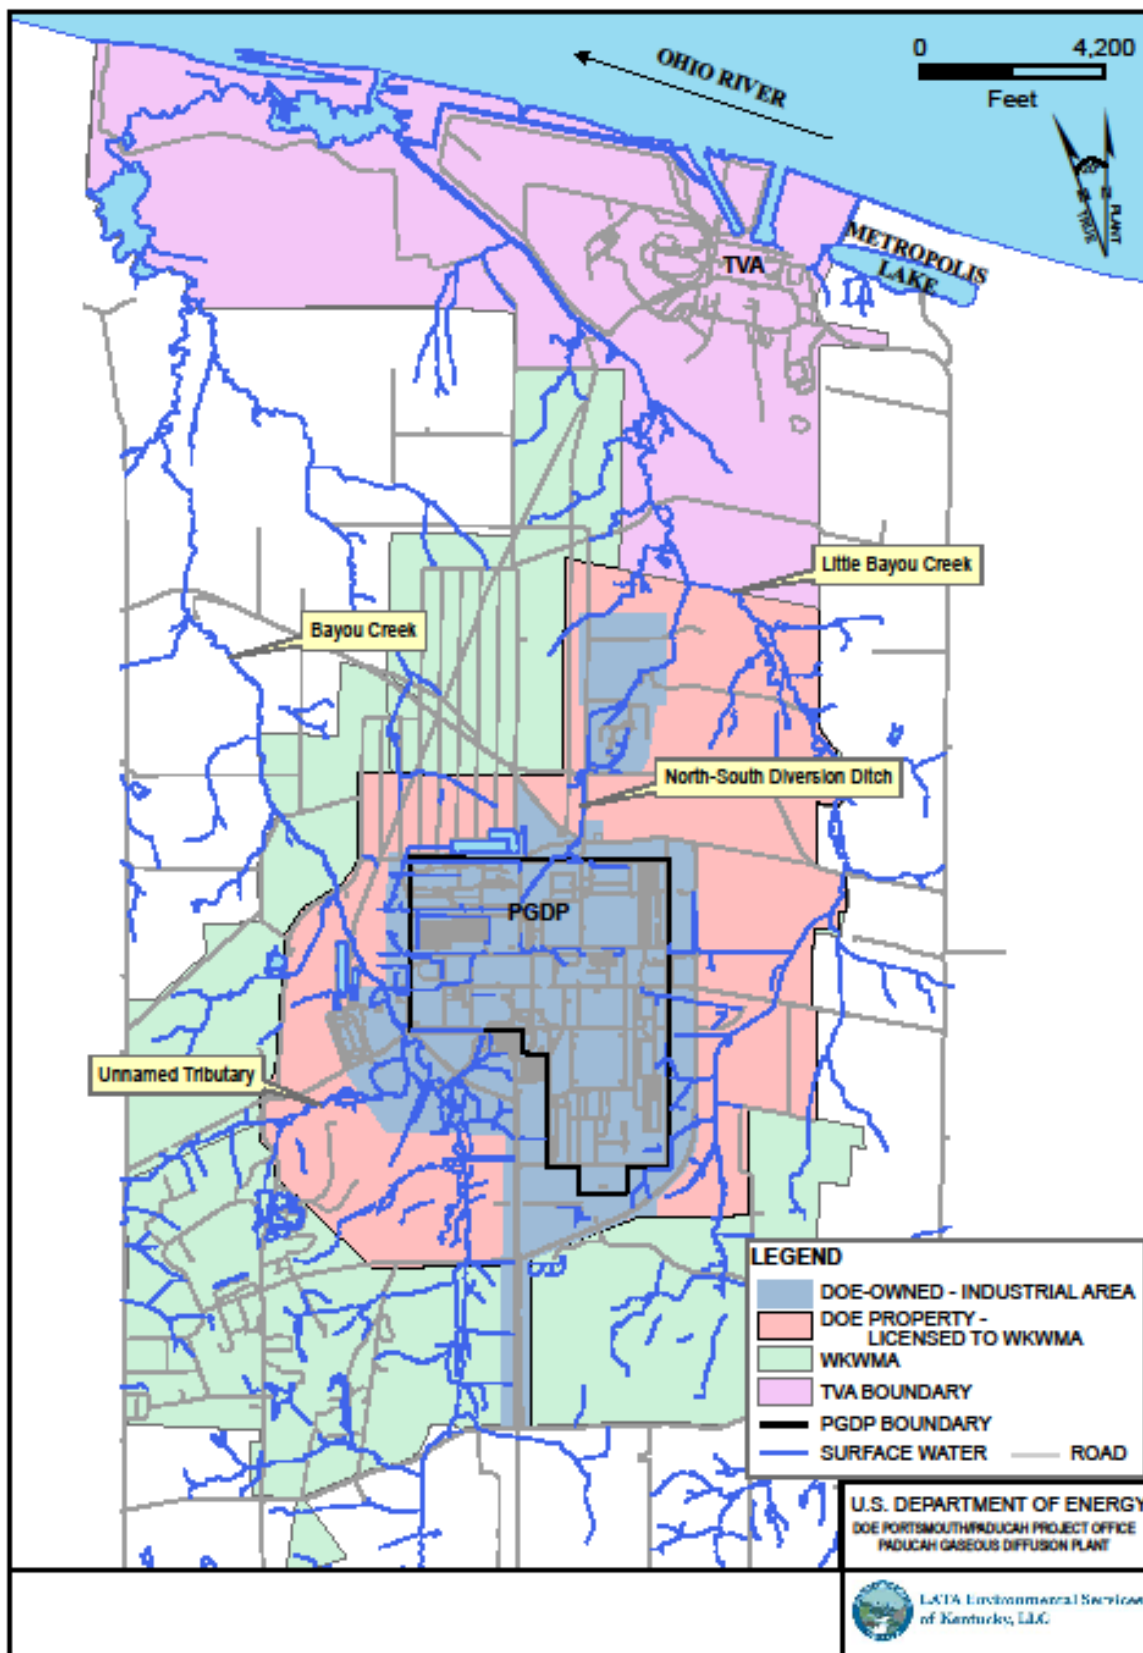 0 4,200
Feet
OHIO RIVER
TRUE
N
PLANT
N
METROPOLIS
LAKE
TVA
Little Bayou Creek
Bayou Creek
North-South Diversion Ditch
PGDP
Unnamed Tributary
LEGEND
DOE-OWNED - INDUSTRIAL AREA
DOE PROPERTY -
LICENSED TO WKWMA
WKWMA
TVA BOUNDARY
PGDP BOUNDARY
SURFACE WATER ROAD
U.S. DEPARTMENT OF ENERGY
DOE PORTSMOUTH/PADUCAH PROJECT OFFICE
PADUCAH GASEOUS DIFFUSION PLANT
LATA Environmental Services
of Kentucky, LLC